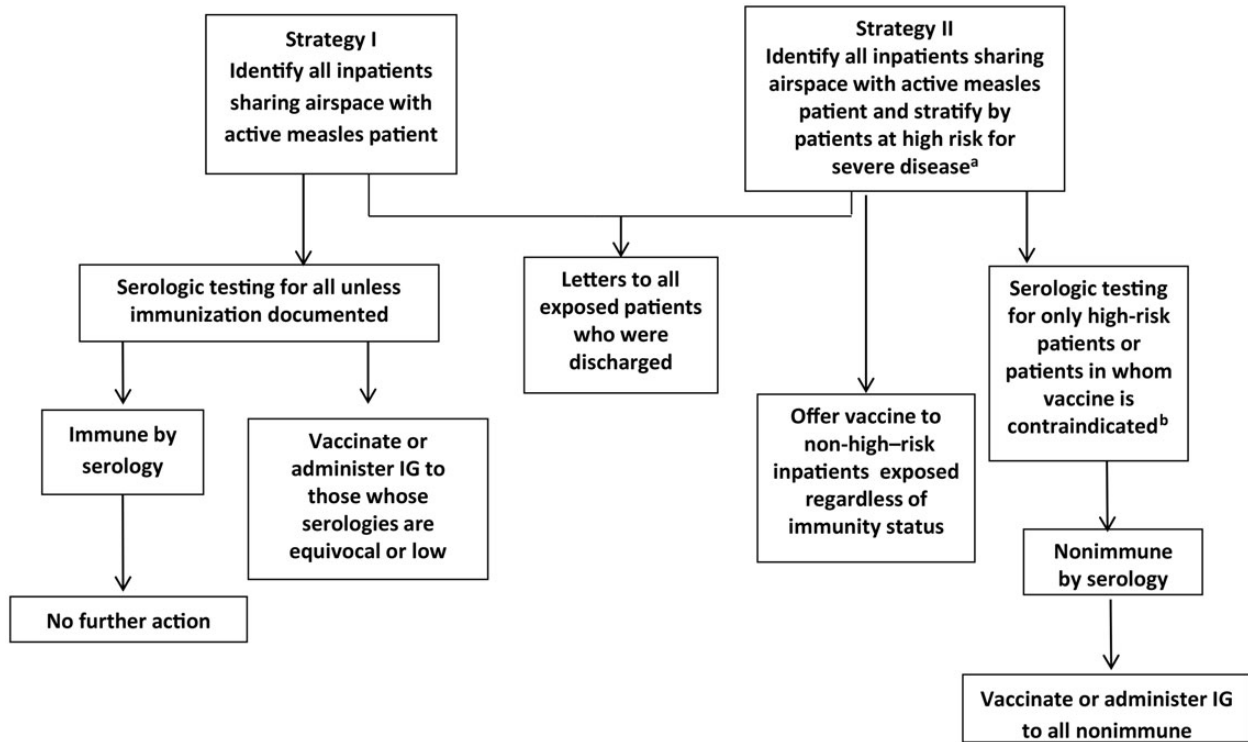 Strategy I
Identify all inpatients
sharing airspace with
active measles patient
Strategy II
Identify all inpatients sharing
airspace with active measles
patient and stratify by
patients at high risk for
severe diseaseᵃ
Serologic testing for all unless
immunization documented
Letters to all
exposed patients
who were
discharged
Serologic testing
for only high-risk
patients or
patients in whom
vaccine is
contraindicatedᵇ
Immune by
serology
Vaccinate or
administer IG to
those whose
serologies are
equivocal or low
Offer vaccine to
non-high–risk
inpatients exposed
regardless of
immunity status
Nonimmune
by serology
No further action
Vaccinate or administer IG
to all nonimmune